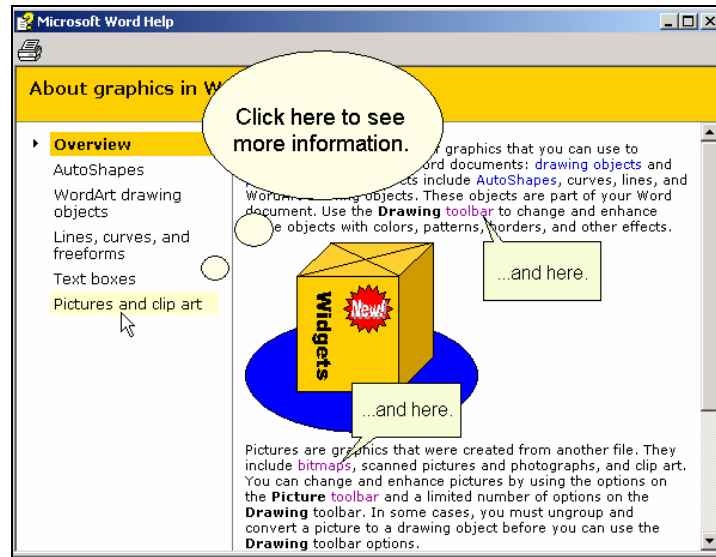 Microsoft Word Help
About graphics in W
Click here to see
more information.
Overview
AutoShapes
WordArt drawing
objects
Lines, curves, and
freeforms
Text boxes
Pictures and clip art
graphics that you can use to
documents: drawing objects and
include AutoShapes, curves, lines, and
objects. These objects are part of your Word
document. Use the Drawing toolbar to change and enhance
objects with colors, patterns, borders, and other effects.
...and here.
Widgets
New!
...and here.
Pictures are graphics that were created from another file. They
include bitmaps, scanned pictures and photographs, and clip art.
You can change and enhance pictures by using the options on
the Picture toolbar and a limited number of options on the
Drawing toolbar. In some cases, you must ungroup and
convert a picture to a drawing object before you can use the
Drawing toolbar options.